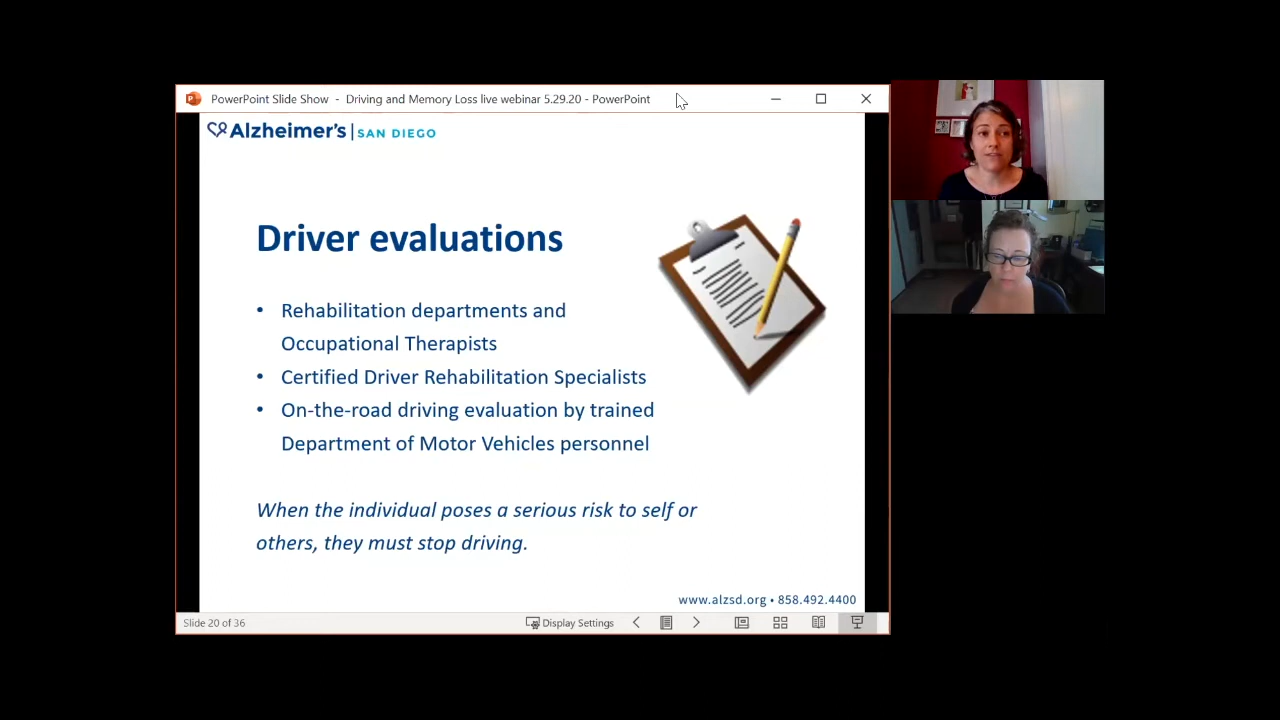 PowerPoint Slide Show - Driving and Memory Loss live webinar 5.29.20 - PowerPoint
Alzheimer's | SAN DIEGO
Driver evaluations
• Rehabilitation departments and
Occupational Therapists
• Certified Driver Rehabilitation Specialists
• On-the-road driving evaluation by trained
Department of Motor Vehicles personnel
When the individual poses a serious risk to self or
others, they must stop driving.
www.alzsd.org • 858.492.4400
Slide 20 of 36
Display Settings